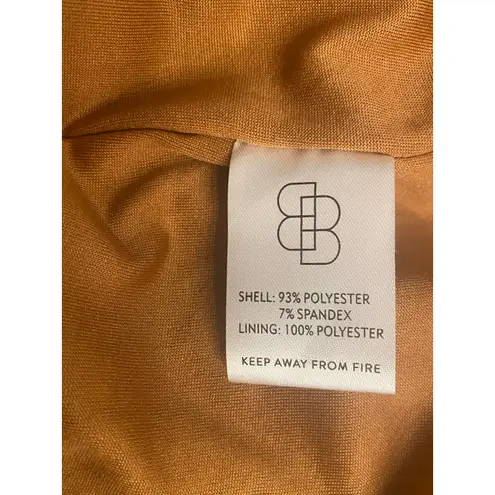 SHELL: 93% POLYESTER
7% SPANDEX
LINING: 100% POLYESTER
KEEP AWAY FROM FIRE